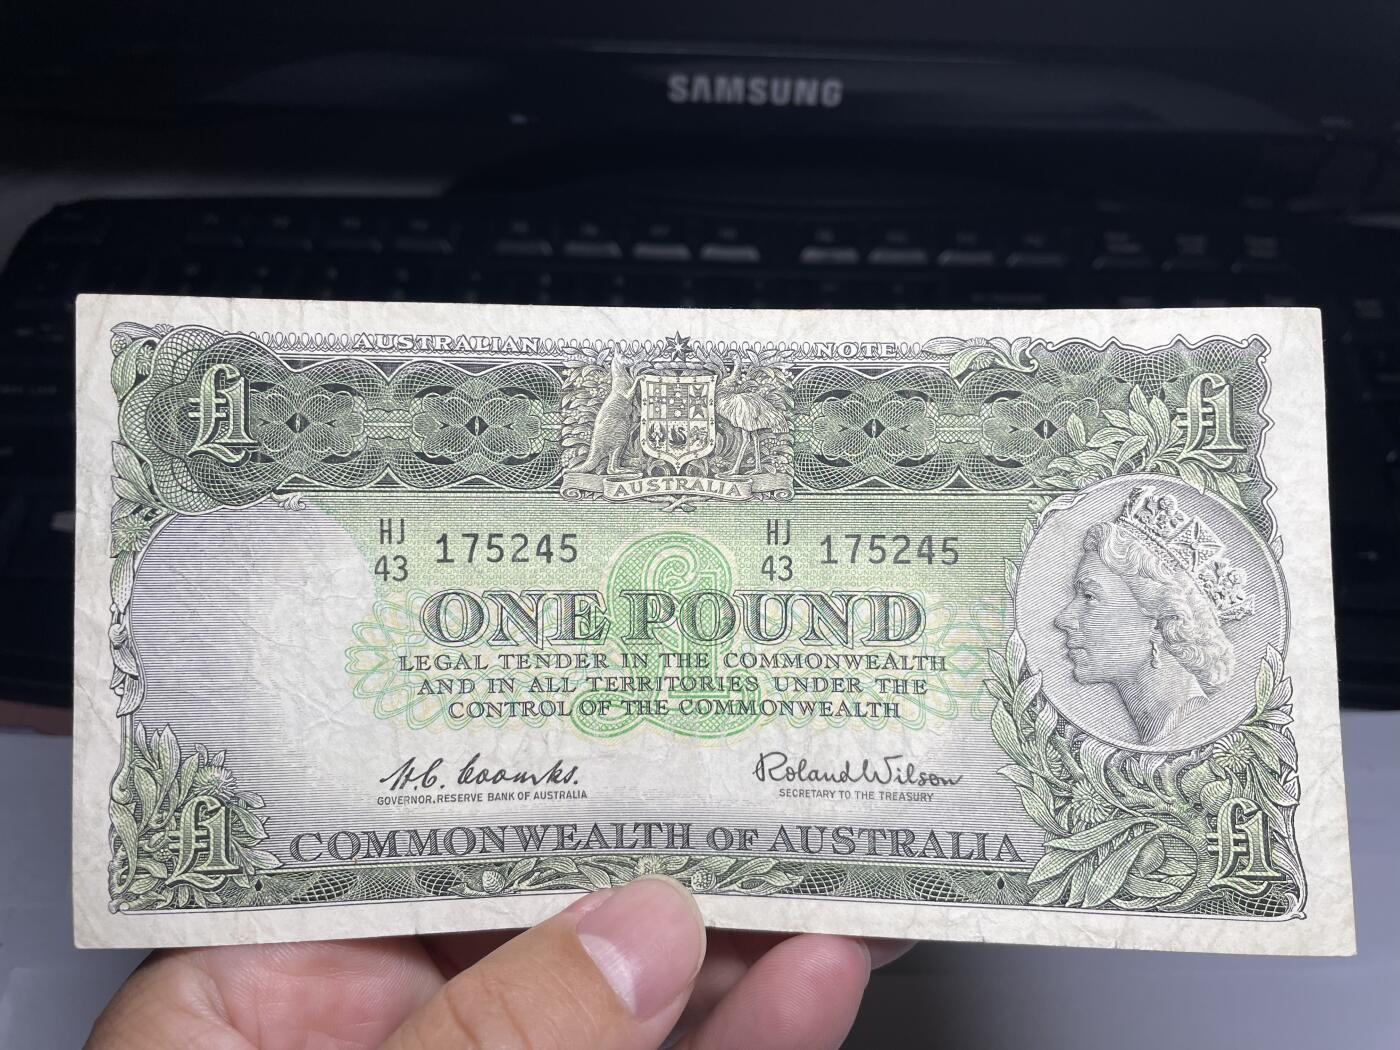 SAMSUNG
AUSTRALIAN NOTE
£1 £1
AUSTRALIA
HJ 43 175245 HJ 43 175245
ONE POUND
LEGAL TENDER IN THE COMMONWEALTH
AND IN ALL TERRITORIES UNDER THE
CONTROL OF THE COMMONWEALTH
H.C. Coombs. Roland Wilson
GOVERNOR, RESERVE BANK OF AUSTRALIA SECRETARY TO THE TREASURY
£1 £1
COMMONWEALTH OF AUSTRALIA